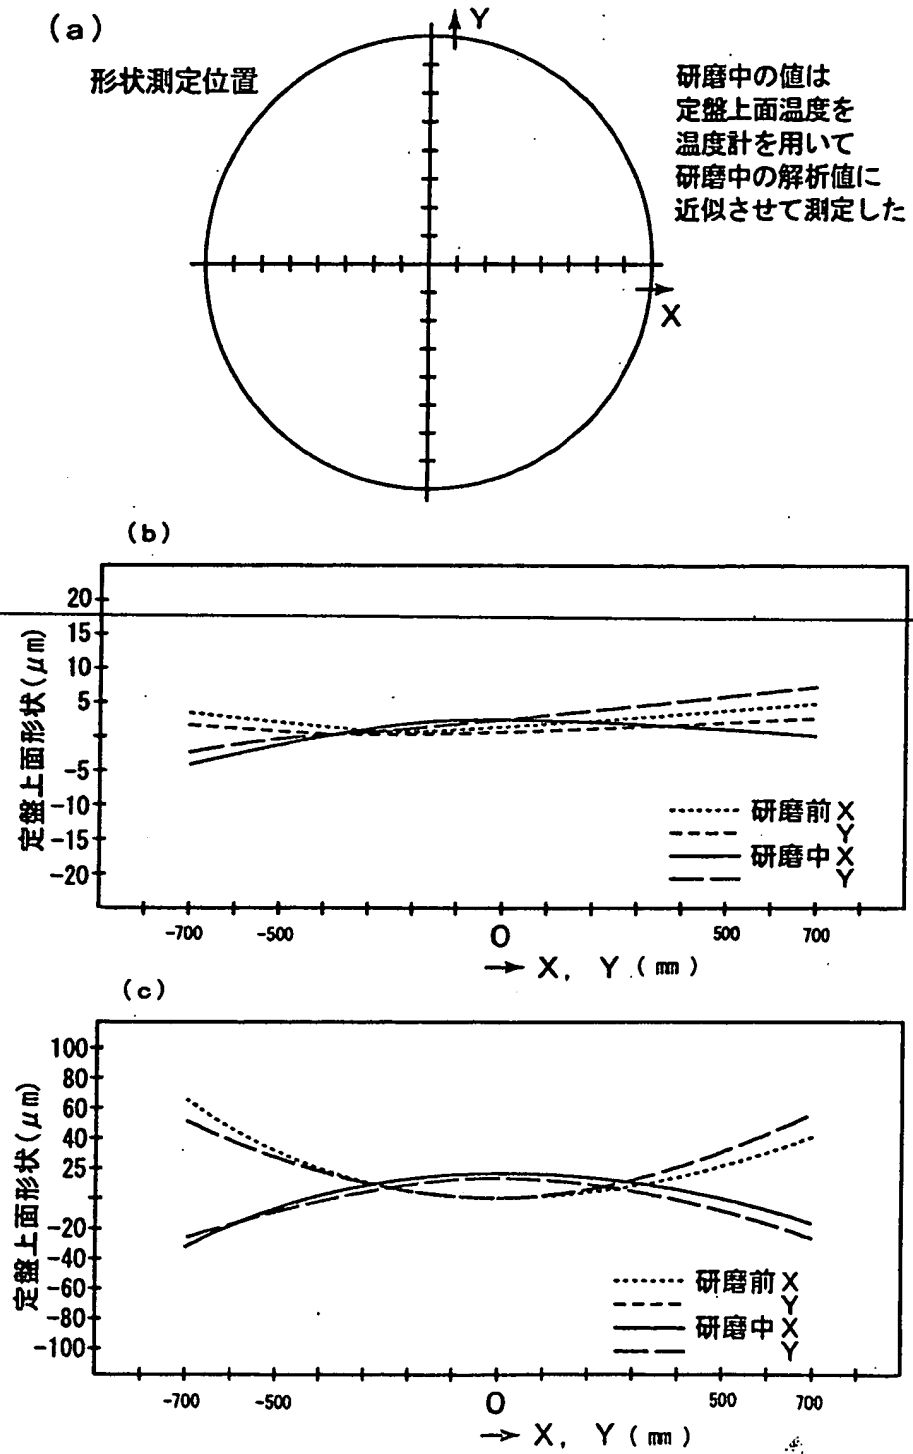 (a)
Y
形状測定位置
研磨中の値は
定盤上面温度を
温度計を用いて
研磨中の解析値に
近似させて測定した
X
(b)
定盤上面形状(μm)
20
15
10
5
-5
-10
-15
-20
研磨前 X
Y
研磨中 X
Y
-700 -500 0 500 700
→ X, Y (mm)
(c)
定盤上面形状(μm)
100
80
60
40
25
-20
-40
-60
-80
-100
研磨前 X
Y
研磨中 X
Y
-700 -500 0 500 700
→ X, Y (mm)